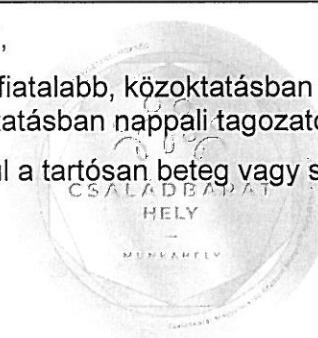 ,
fiatalabb, közoktatásban
tatásban nappali tagozato
l a tartósan beteg vagy s
CSALÁDBARÁT
HELY
—
MUNKAHELY